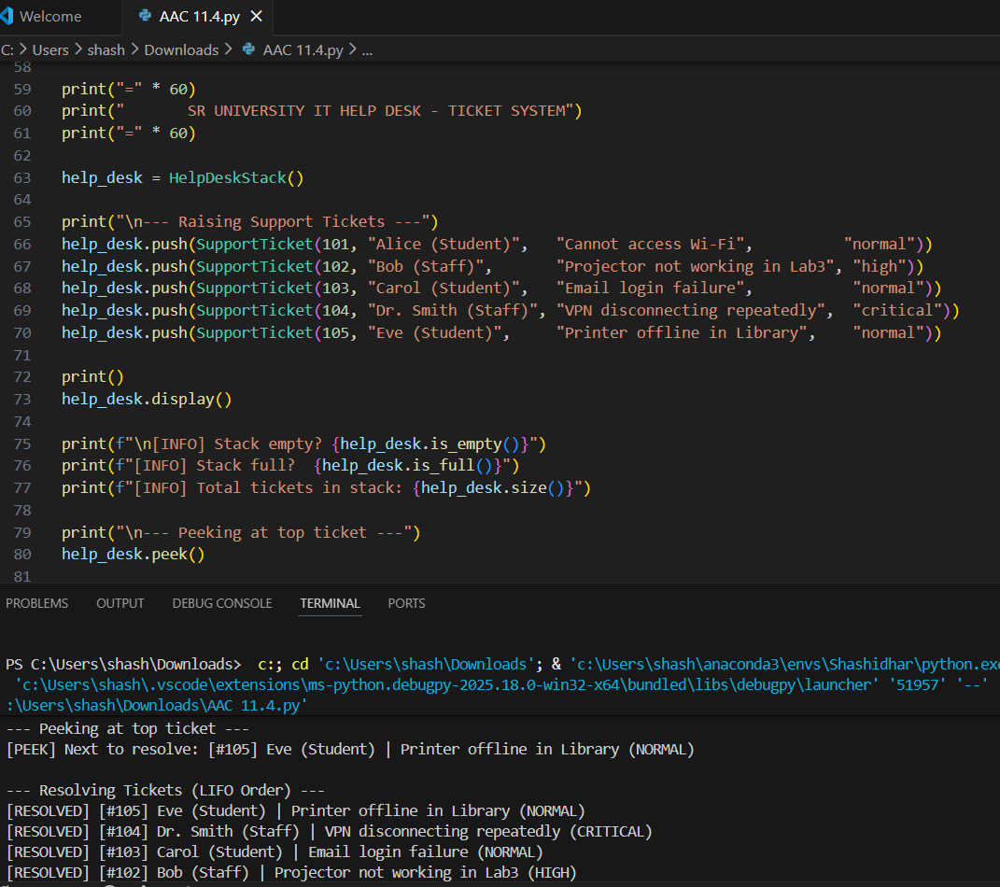 Welcome
AAC 11.4.py
C: > Users > shash > Downloads > AAC 11.4.py > ...
58
59 print("=" * 60)
60 print("       SR UNIVERSITY IT HELP DESK - TICKET SYSTEM")
61 print("=" * 60)
62
63 help_desk = HelpDeskStack()
64
65 print("\n--- Raising Support Tickets ---")
66 help_desk.push(SupportTicket(101, "Alice (Student)",   "Cannot access Wi-Fi",          "normal"))
67 help_desk.push(SupportTicket(102, "Bob (Staff)",       "Projector not working in Lab3", "high"))
68 help_desk.push(SupportTicket(103, "Carol (Student)",   "Email login failure",           "normal"))
69 help_desk.push(SupportTicket(104, "Dr. Smith (Staff)", "VPN disconnecting repeatedly",  "critical"))
70 help_desk.push(SupportTicket(105, "Eve (Student)",     "Printer offline in Library",    "normal"))
71
72 print()
73 help_desk.display()
74
75 print(f"\n[INFO] Stack empty? {help_desk.is_empty()}")
76 print(f"[INFO] Stack full?  {help_desk.is_full()}")
77 print(f"[INFO] Total tickets in stack: {help_desk.size()}")
78
79 print("\n--- Peeking at top ticket ---")
80 help_desk.peek()
81
PROBLEMS OUTPUT DEBUG CONSOLE TERMINAL PORTS
PS C:\Users\shash\Downloads>  c:; cd 'c:\Users\shash\Downloads'; & 'c:\Users\shash\anaconda3\envs\Shashidhar\python.exe
'c:\Users\shash\.vscode\extensions\ms-python.debugpy-2025.18.0-win32-x64\bundled\libs\debugpy\launcher' '51957' '--'
:\Users\shash\Downloads\AAC 11.4.py'
--- Peeking at top ticket ---
[PEEK] Next to resolve: [#105] Eve (Student) | Printer offline in Library (NORMAL)
--- Resolving Tickets (LIFO Order) ---
[RESOLVED] [#105] Eve (Student) | Printer offline in Library (NORMAL)
[RESOLVED] [#104] Dr. Smith (Staff) | VPN disconnecting repeatedly (CRITICAL)
[RESOLVED] [#103] Carol (Student) | Email login failure (NORMAL)
[RESOLVED] [#102] Bob (Staff) | Projector not working in Lab3 (HIGH)